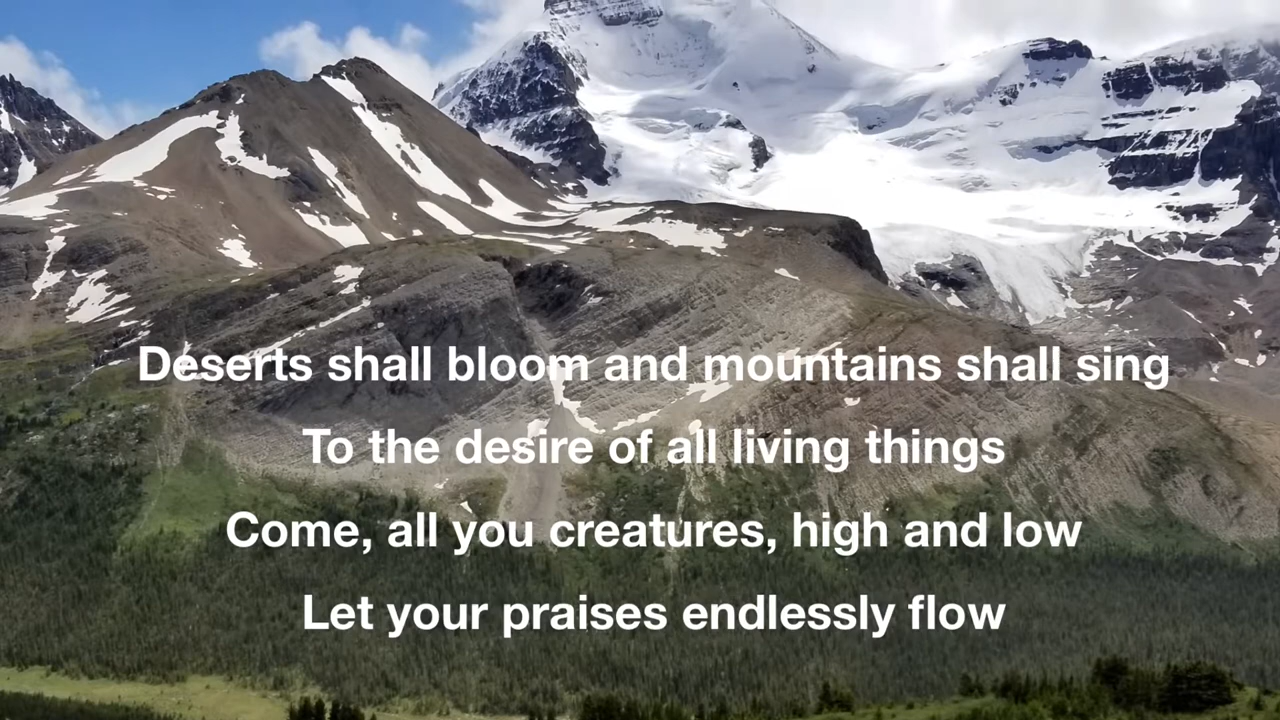 Deserts shall bloom and mountains shall sing
To the desire of all living things
Come, all you creatures, high and low
Let your praises endlessly flow